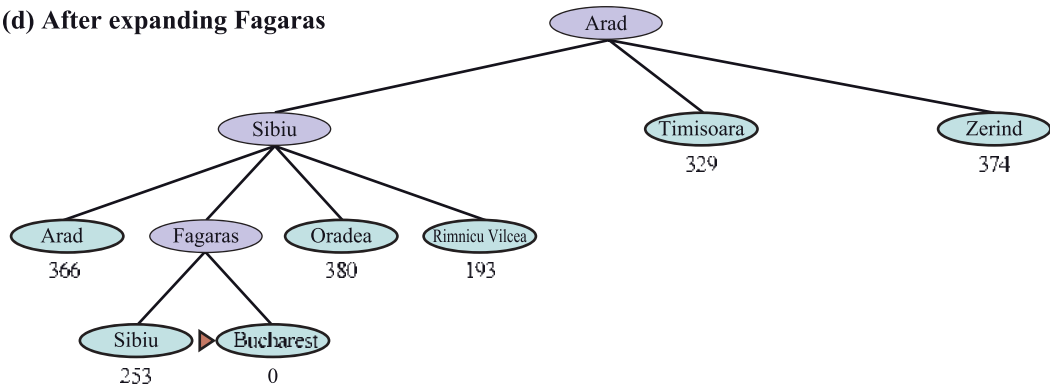 (d) After expanding Fagaras
Arad
Sibiu
Timisoara
Zerind
329
374
Arad
Fagaras
Oradea
Rimnicu Vilcea
366
380
193
Sibiu
Bucharest
253
0